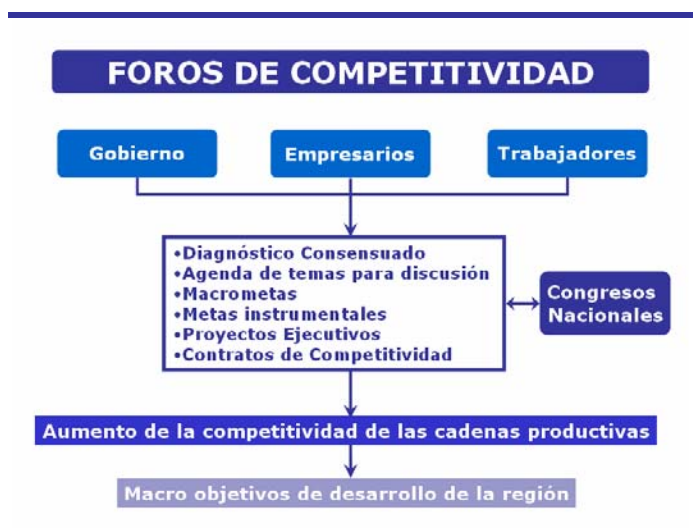 FOROS DE COMPETITIVIDAD
Gobierno
Empresarios
Trabajadores
•Diagnóstico Consensuado
•Agenda de temas para discusión
•Macrometas
•Metas instrumentales
•Proyectos Ejecutivos
•Contratos de Competitividad
Congresos
Nacionales
Aumento de la competitividad de las cadenas productivas
Macro objetivos de desarrollo de la región